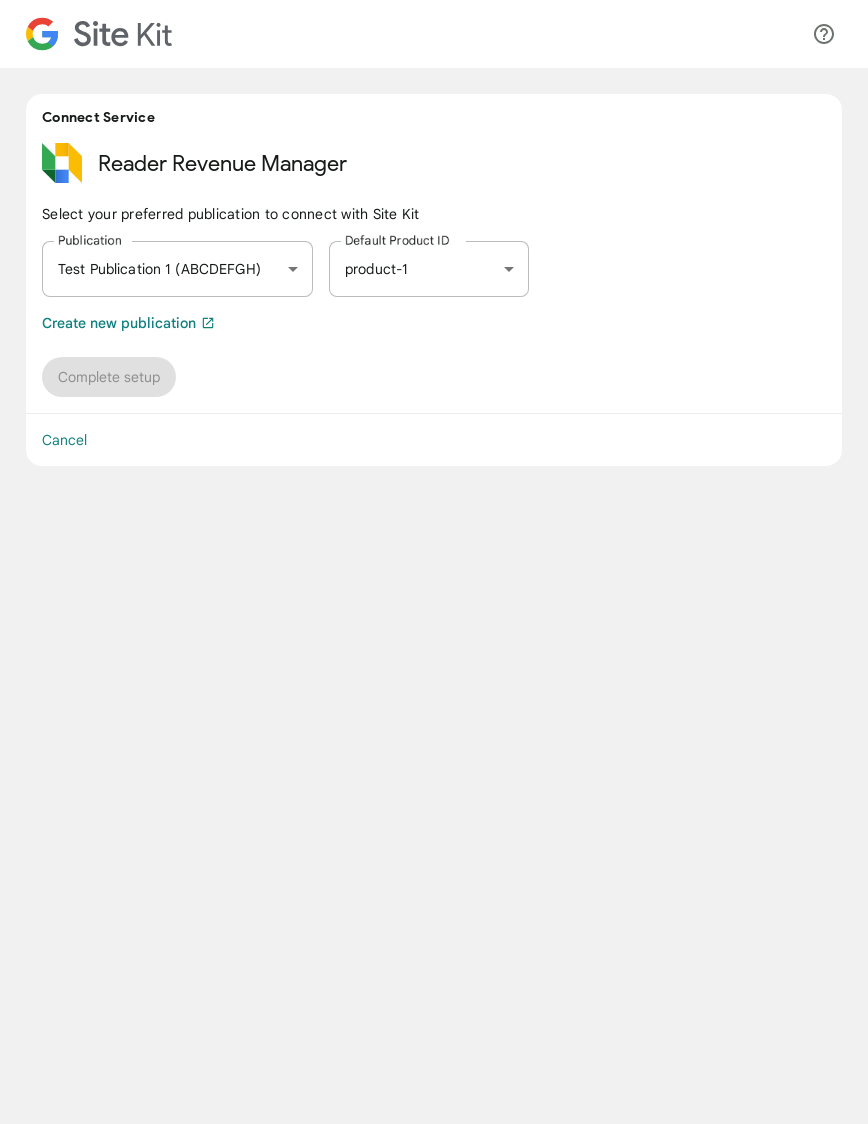 Site Kit
Connect Service
Reader Revenue Manager
Select your preferred publication to connect with Site Kit
Publication
Test Publication 1 (ABCDEFGH)
Default Product ID
product-1
Create new publication
Complete setup
Cancel